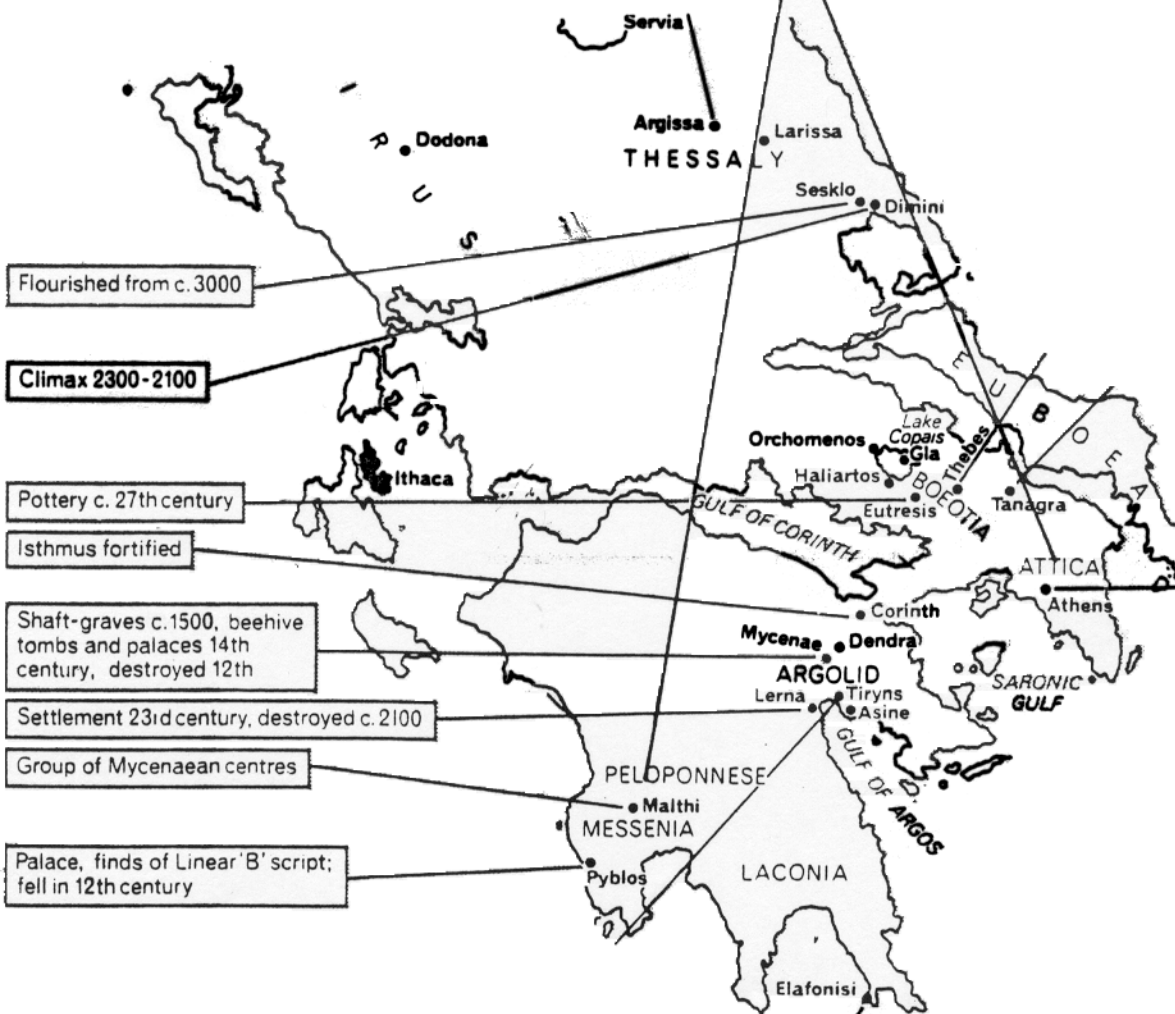 Servia
Argissa
Larissa
Dodona
THESSALY
R
U
S
Sesklo
Dimini
Flourished from c.3000
Climax 2300-2100
EUBOEA
Lake
Copais
Orchomenos
Gla
Thebes
Haliartos
BOEOTIA
Ithaca
Eutresis
Tanagra
Pottery c. 27th century
GULF OF CORINTH
Isthmus fortified
ATTICA
Athens
Corinth
Shaft-graves c.1500, beehive
tombs and palaces 14th
century, destroyed 12th
Mycenae
Dendra
ARGOLID
SARONIC
GULF
Lerna
Tiryns
Asine
Settlement 23rd century, destroyed c.2100
GULF OF ARGOS
Group of Mycenaean centres
PELOPONNESE
Malthi
MESSENIA
Palace, finds of Linear 'B' script;
fell in 12th century
Pyblos
LACONIA
Elafonisi